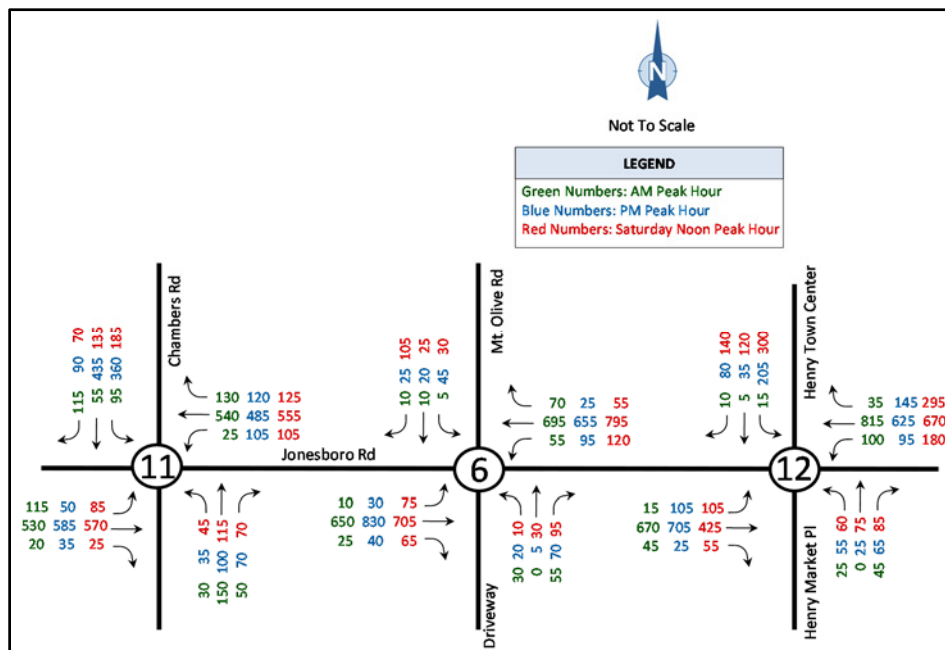 N
Not To Scale
LEGEND
Green Numbers: AM Peak Hour
Blue Numbers: PM Peak Hour
Red Numbers: Saturday Noon Peak Hour
Chambers Rd
115 90 70
55 435 135
95 360 185
130 120 125
540 485 555
25 105 105
Jonesboro Rd
11
115 50 85
530 585 570
20 35 25
30 35 45
150 100 115
50 70 70
Mt. Olive Rd
10 25 105
10 20 25
5 45 30
70 25 55
695 655 795
55 95 120
6
10 30 75
650 830 705
25 40 65
Driveway
30 20 10
0 5 30
55 70 95
Henry Town Center
10 80 140
5 35 120
15 205 300
35 145 295
815 625 670
100 95 180
12
15 105 105
670 705 425
45 25 55
Henry Market Pl
25 55 60
0 25 75
45 65 85